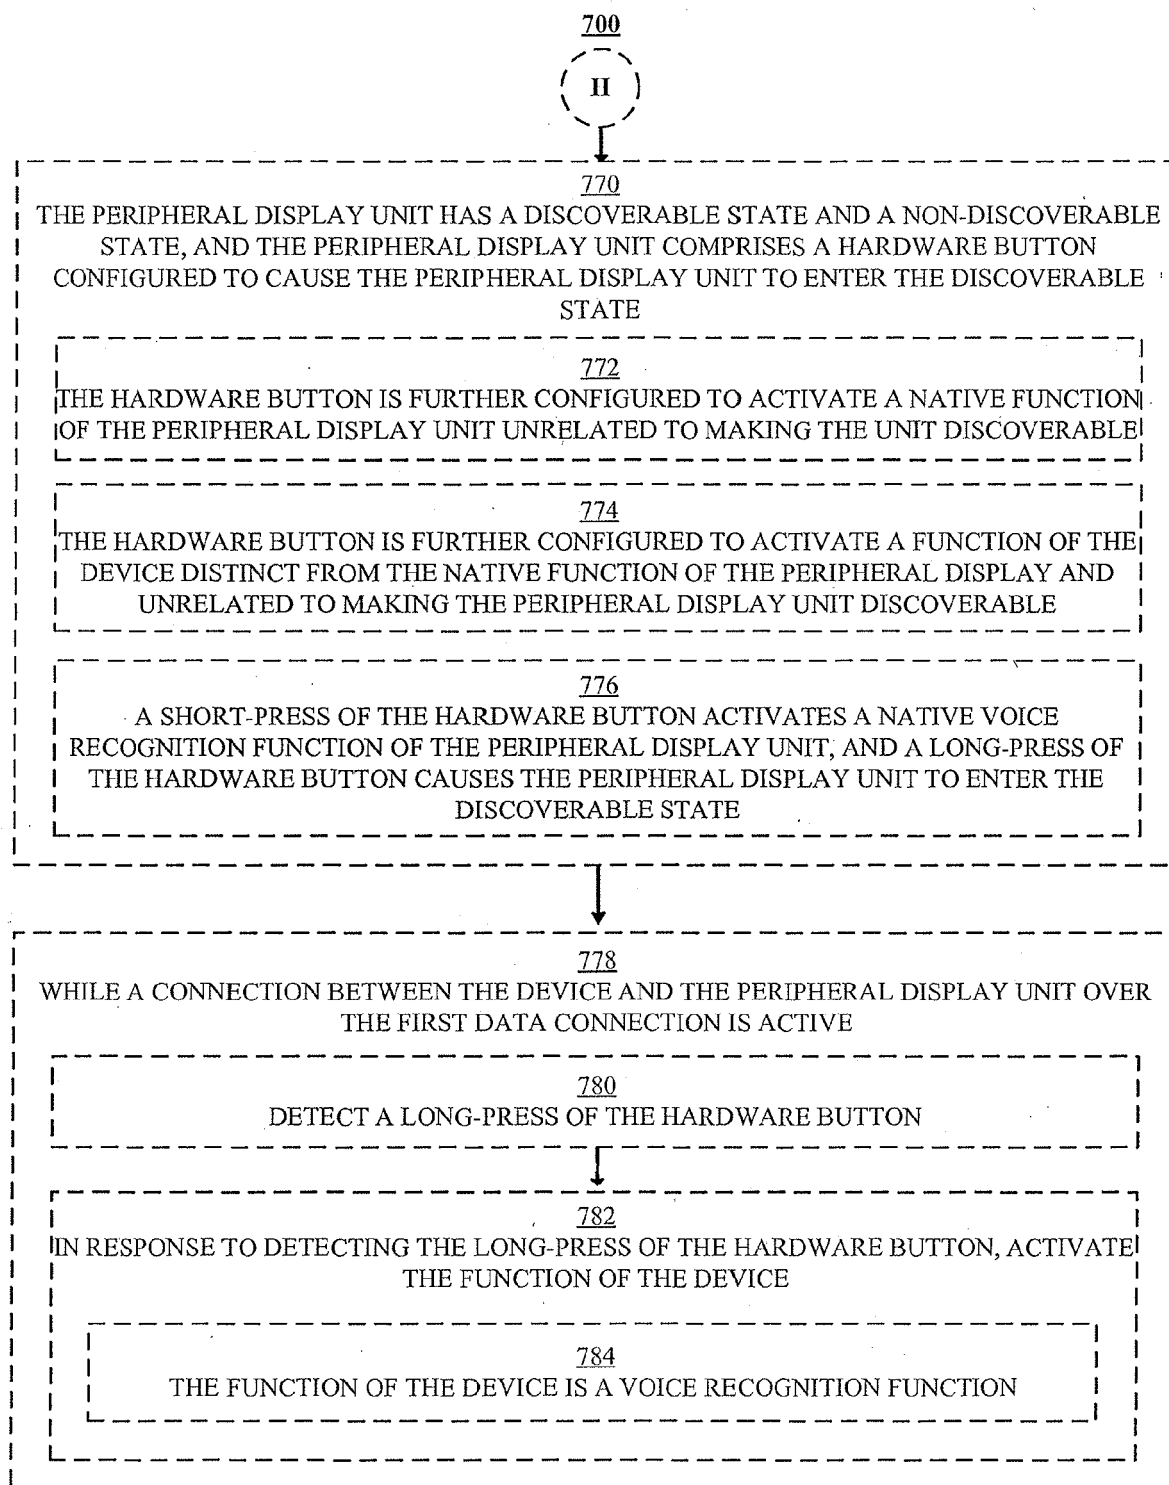 700
II
770
THE PERIPHERAL DISPLAY UNIT HAS A DISCOVERABLE STATE AND A NON-DISCOVERABLE
STATE, AND THE PERIPHERAL DISPLAY UNIT COMPRISES A HARDWARE BUTTON
CONFIGURED TO CAUSE THE PERIPHERAL DISPLAY UNIT TO ENTER THE DISCOVERABLE
STATE
772
THE HARDWARE BUTTON IS FURTHER CONFIGURED TO ACTIVATE A NATIVE FUNCTION
OF THE PERIPHERAL DISPLAY UNIT UNRELATED TO MAKING THE UNIT DISCOVERABLE
774
THE HARDWARE BUTTON IS FURTHER CONFIGURED TO ACTIVATE A FUNCTION OF THE
DEVICE DISTINCT FROM THE NATIVE FUNCTION OF THE PERIPHERAL DISPLAY AND
UNRELATED TO MAKING THE PERIPHERAL DISPLAY UNIT DISCOVERABLE
776
A SHORT-PRESS OF THE HARDWARE BUTTON ACTIVATES A NATIVE VOICE
RECOGNITION FUNCTION OF THE PERIPHERAL DISPLAY UNIT, AND A LONG-PRESS OF
THE HARDWARE BUTTON CAUSES THE PERIPHERAL DISPLAY UNIT TO ENTER THE
DISCOVERABLE STATE
778
WHILE A CONNECTION BETWEEN THE DEVICE AND THE PERIPHERAL DISPLAY UNIT OVER
THE FIRST DATA CONNECTION IS ACTIVE
780
DETECT A LONG-PRESS OF THE HARDWARE BUTTON
782
IN RESPONSE TO DETECTING THE LONG-PRESS OF THE HARDWARE BUTTON, ACTIVATE
THE FUNCTION OF THE DEVICE
784
THE FUNCTION OF THE DEVICE IS A VOICE RECOGNITION FUNCTION